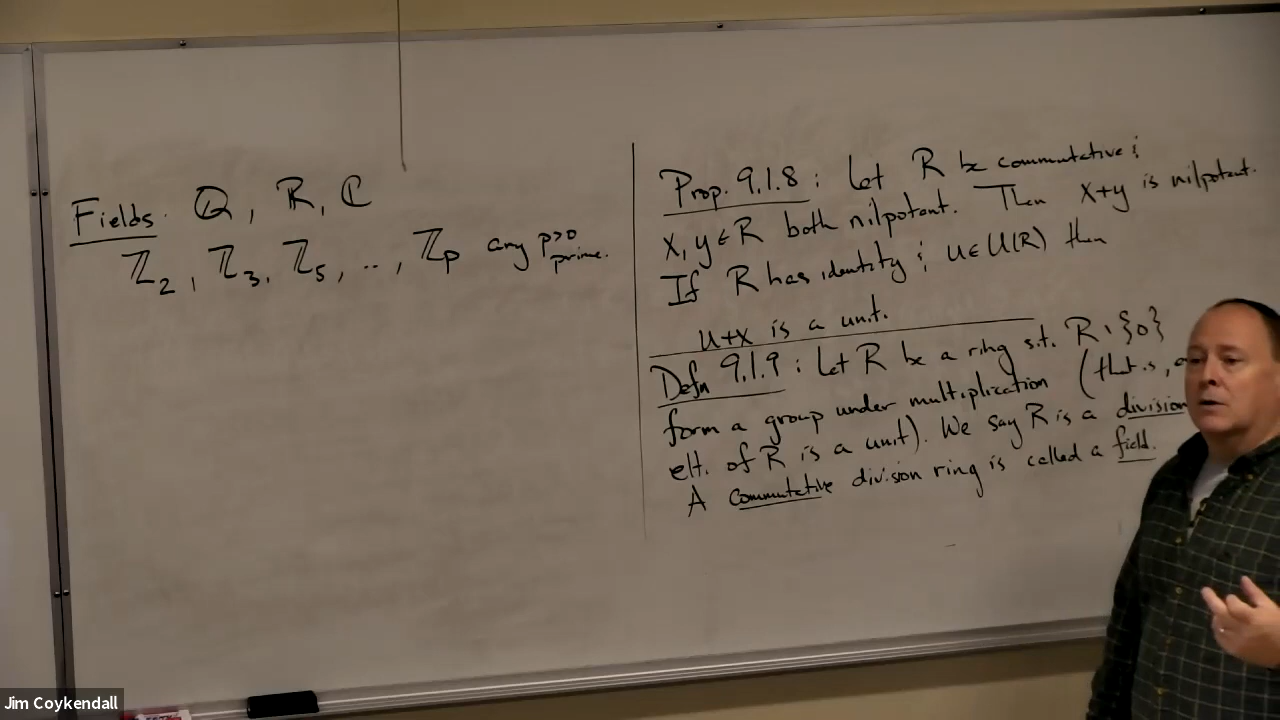 Fields: ℚ, ℝ, ℂ
ℤ₂, ℤ₃, ℤ₅, .., ℤₚ any p>0 prime.
Prop. 9.1.8: Let R be commutative &
x, y ∈ R both nilpotent. Then x+y is nilpotent.
If R has identity & u ∈ U(R) then
u+x is a unit.
Defn 9.1.9: Let R be a ring s.t. R \ {0}
form a group under multiplication (that is,
elt. of R is a unit). We say R is a division
A commutative division ring is called a field.
Jim Coykendall